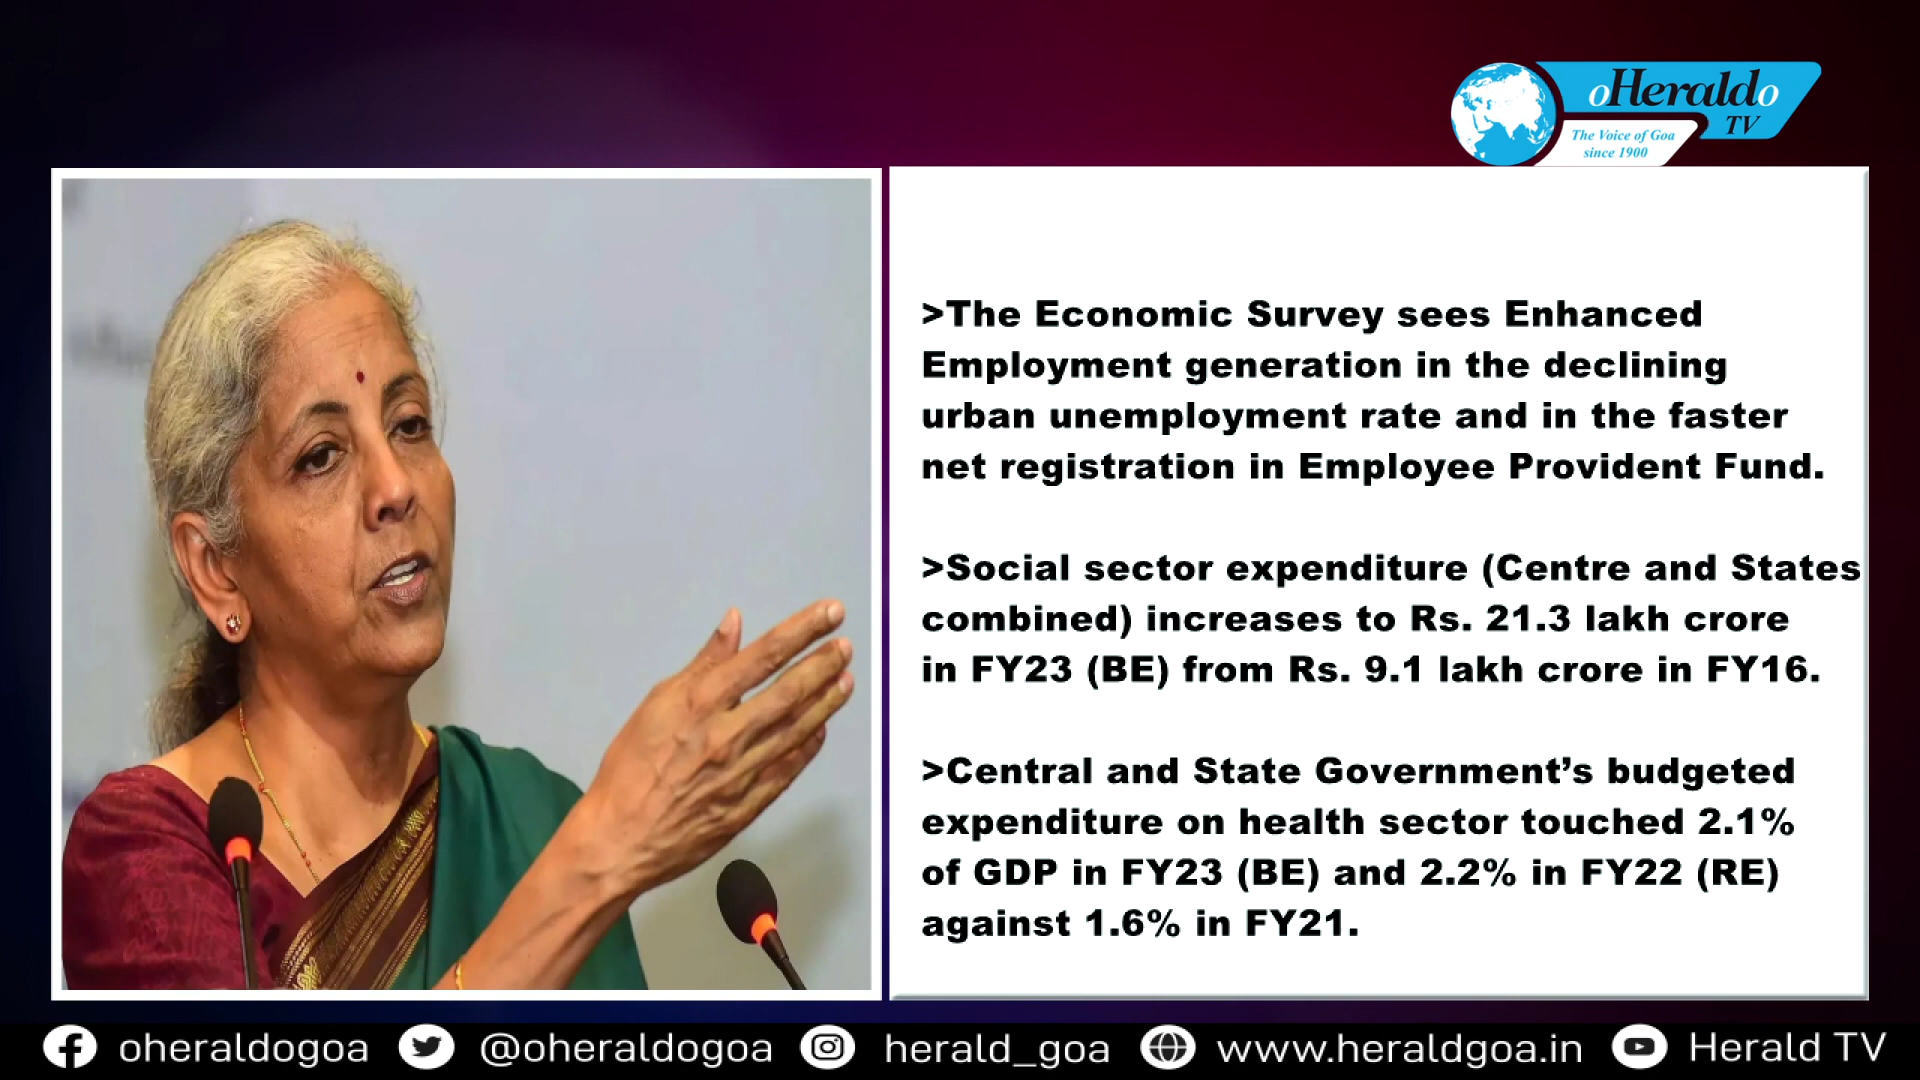 oHeraldo
TV
The Voice of Goa
since 1900
>The Economic Survey sees Enhanced
Employment generation in the declining
urban unemployment rate and in the faster
net registration in Employee Provident Fund.
>Social sector expenditure (Centre and States
combined) increases to Rs. 21.3 lakh crore
in FY23 (BE) from Rs. 9.1 lakh crore in FY16.
>Central and State Government’s budgeted
expenditure on health sector touched 2.1%
of GDP in FY23 (BE) and 2.2% in FY22 (RE)
against 1.6% in FY21.
oheraldogoa @oheraldogoa herald_goa www.heraldgoa.in Herald TV